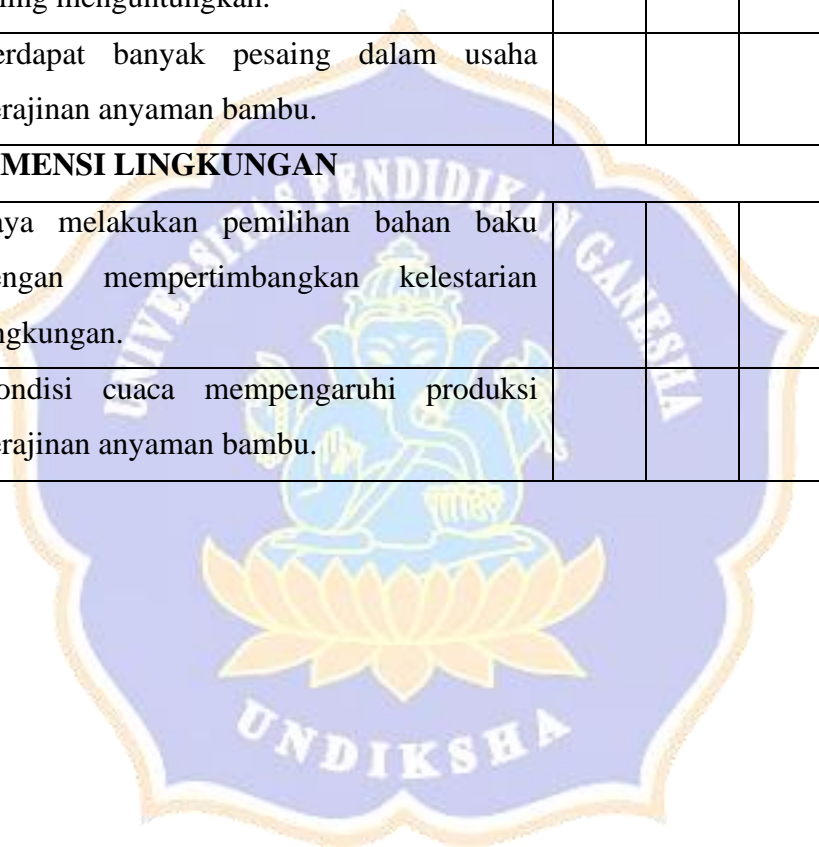 ling menguntungkan.
erdapat banyak pesaing dalam usaha
erajinan anyaman bambu.
MENSI LINGKUNGAN
aya melakukan pemilihan bahan baku
engan mempertimbangkan kelestarian
ngkungan.
ondisi cuaca mempengaruhi produksi
erajinan anyaman bambu.
UNIVERSITAS PENDIDIKAN GANESHA
UNDIKSHA